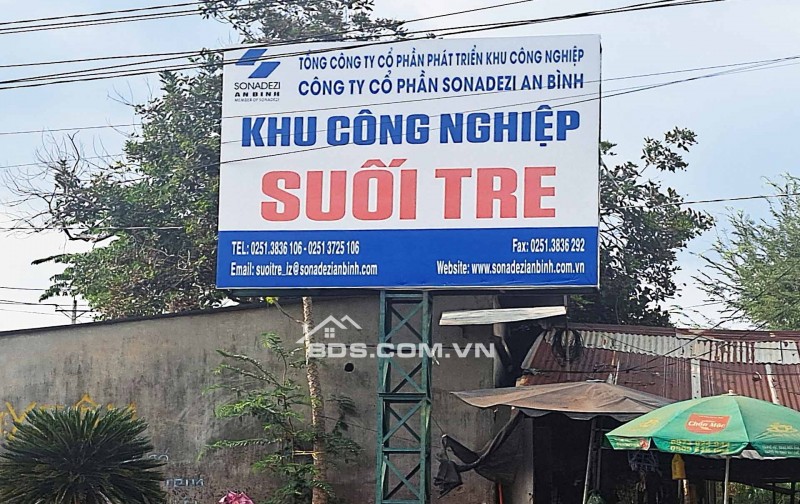 SONADEZI
AN BINH
MEMBER OF SONADEZI
TỔNG CÔNG TY CỔ PHẦN PHÁT TRIỂN KHU CÔNG NGHIỆP
CÔNG TY CỔ PHẦN SONADEZI AN BÌNH
KHU CÔNG NGHIỆP
SUỐI TRE
TEL: 0251.3836 106 - 0251 3725 106
Fax: 0251.3836 292
Email: suoitre_iz@sonadezianbinh.com
Website: www.sonadezianbinh.com.vn
BDS.COM.VN
Chốn Mác